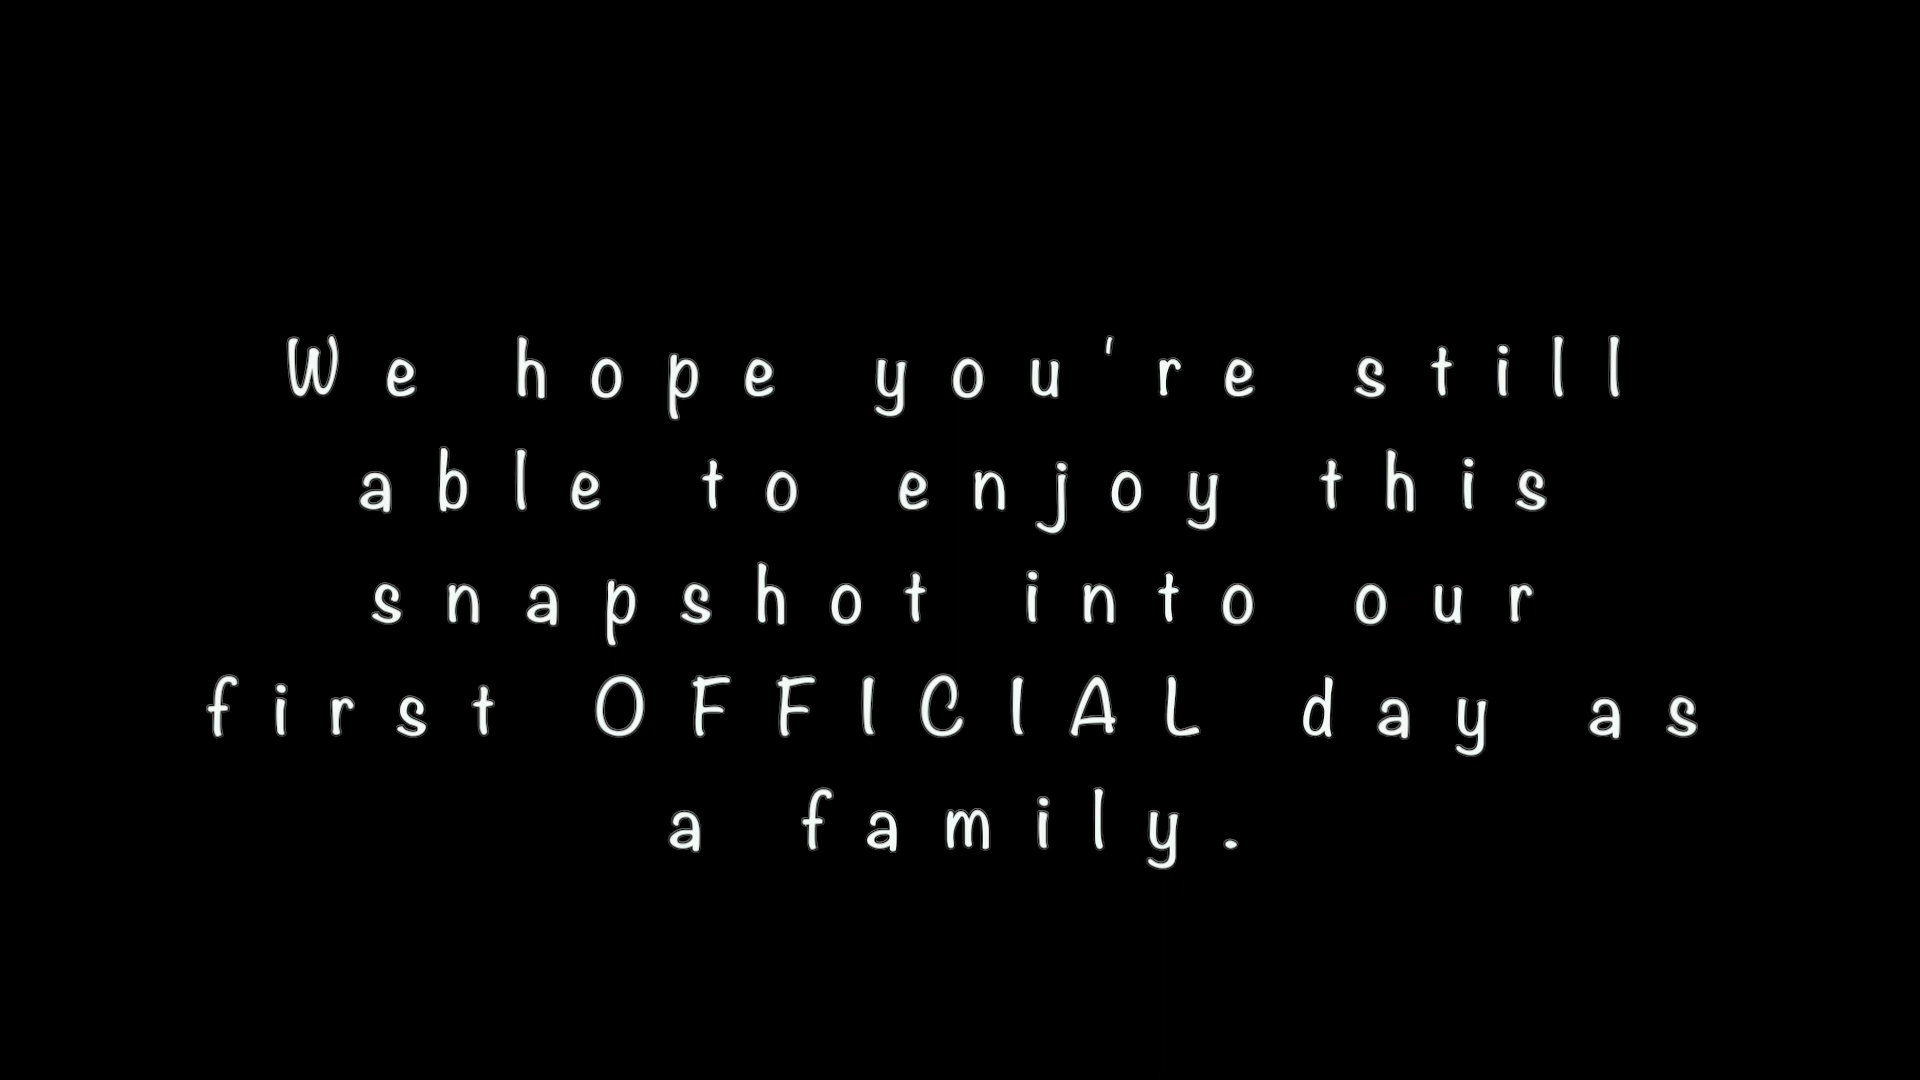 We hope you're still
able to enjoy this
snapshot into our
first OFFICIAL day as
a family.